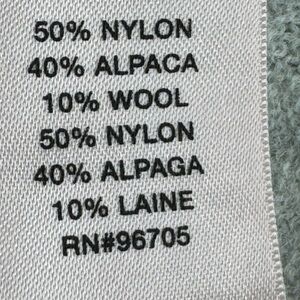 50% NYLON
40% ALPACA
10% WOOL
50% NYLON
40% ALPAGA
10% LAINE
RN#96705